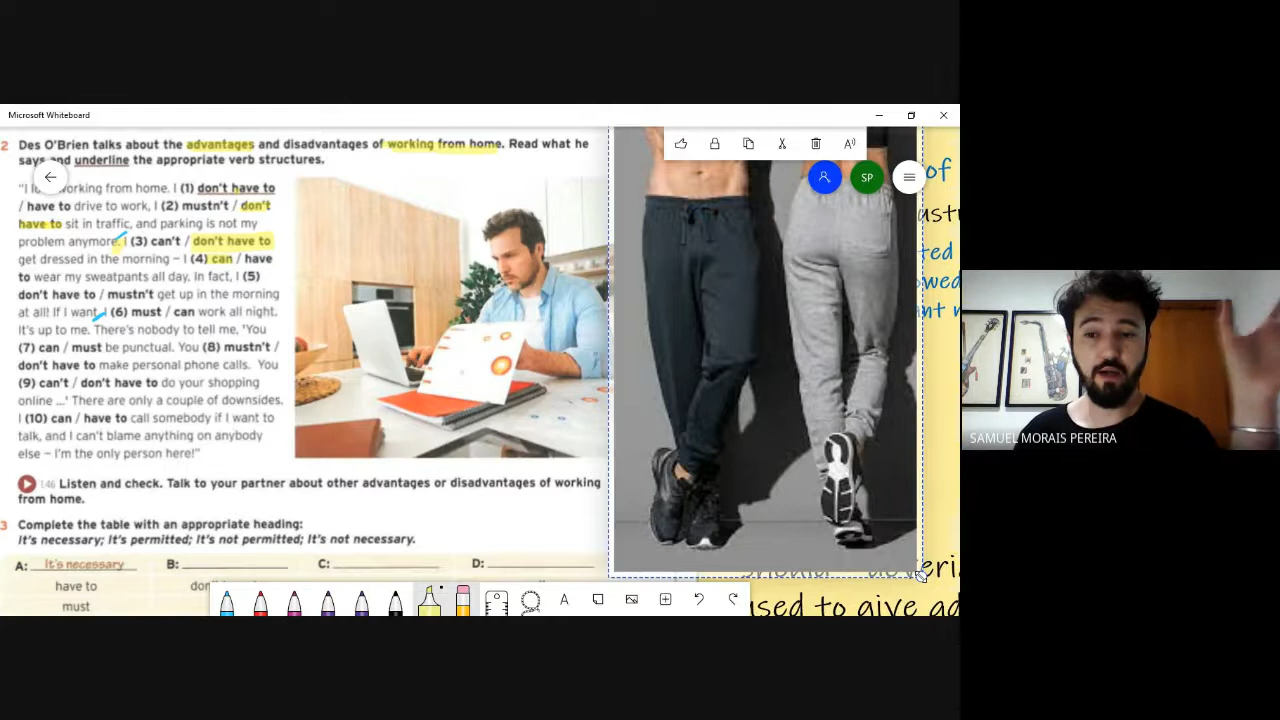 Microsoft Whiteboard
2 Des O'Brien talks about the advantages and disadvantages of working from home. Read what he
says and underline the appropriate verb structures.
working from home. I (1) don't have to
/ have to drive to work, I (2) mustn't / don't
have to sit in traffic, and parking is not my
problem anymore. I (3) can't / don't have to
get dressed in the morning – I (4) can / have
to wear my sweatpants all day. In fact, I (5)
don't have to / mustn't get up in the morning
at all! If I want, I (6) must / can work all night.
It's up to me. There's nobody to tell me, 'You
(7) can / must be punctual. You (8) mustn't /
don't have to make personal phone calls. You
(9) can't / don't have to do your shopping
online ...' There are only a couple of downsides.
I (10) can / have to call somebody if I want to
talk, and I can't blame anything on anybody
else – I'm the only person here!"
1.46 Listen and check. Talk to your partner about other advantages or disadvantages of working
from home.
3 Complete the table with an appropriate heading:
It's necessary; It's permitted; It's not permitted; It's not necessary.
A: It's necessary B: C: D:
have to
must
SP
of
used to give ad
A
SAMUEL MORAIS PEREIRA